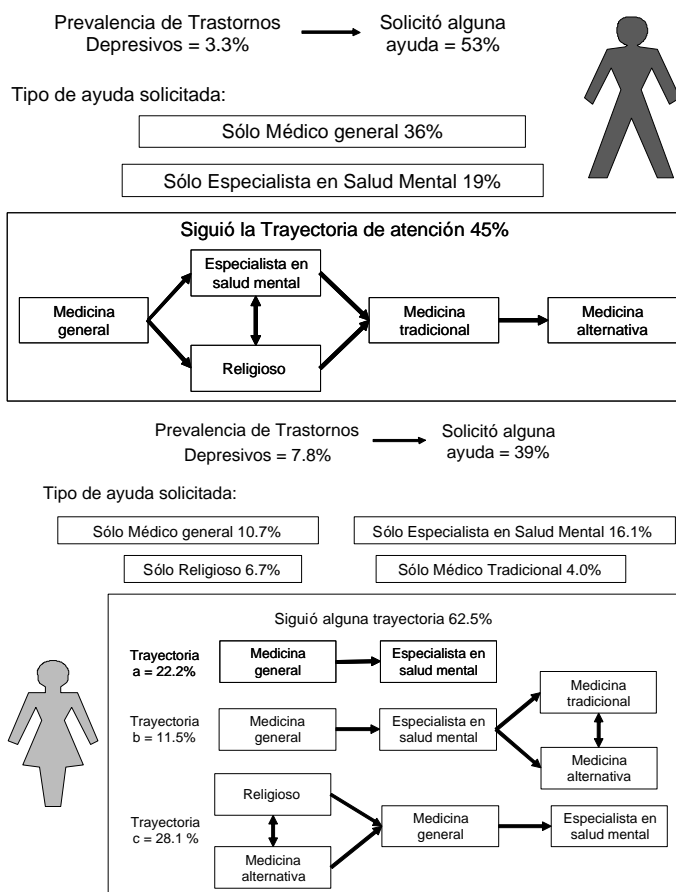 Prevalencia de Trastornos
Depresivos = 3.3%
Solicitó alguna
ayuda = 53%
Tipo de ayuda solicitada:
Sólo Médico general 36%
Sólo Especialista en Salud Mental 19%
Siguió la Trayectoria de atención 45%
Medicina
general
Especialista en
salud mental
Religioso
Medicina
tradicional
Medicina
alternativa
Prevalencia de Trastornos
Depresivos = 7.8%
Solicitó alguna
ayuda = 39%
Tipo de ayuda solicitada:
Sólo Médico general 10.7%
Sólo Especialista en Salud Mental 16.1%
Sólo Religioso 6.7%
Sólo Médico Tradicional 4.0%
Siguió alguna trayectoria 62.5%
Trayectoria
a = 22.2%
Medicina
general
Especialista en
salud mental
Trayectoria
b = 11.5%
Medicina
general
Especialista en
salud mental
Medicina
tradicional
Medicina
alternativa
Trayectoria
c = 28.1 %
Religioso
Medicina
alternativa
Medicina
general
Especialista en
salud mental